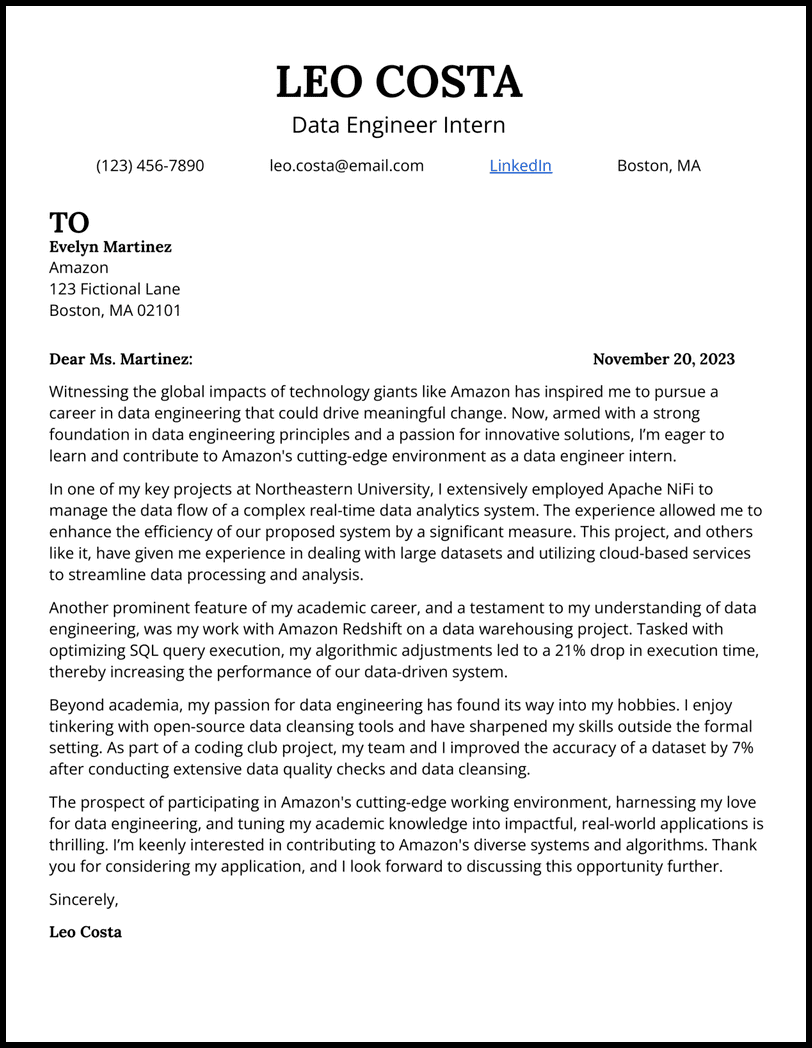 LEO COSTA
Data Engineer Intern
(123) 456-7890 leo.costa@email.com LinkedIn Boston, MA
TO
Evelyn Martinez
Amazon
123 Fictional Lane
Boston, MA 02101
Dear Ms. Martinez: November 20, 2023
Witnessing the global impacts of technology giants like Amazon has inspired me to pursue a
career in data engineering that could drive meaningful change. Now, armed with a strong
foundation in data engineering principles and a passion for innovative solutions, I’m eager to
learn and contribute to Amazon's cutting-edge environment as a data engineer intern.
In one of my key projects at Northeastern University, I extensively employed Apache NiFi to
manage the data flow of a complex real-time data analytics system. The experience allowed me to
enhance the efficiency of our proposed system by a significant measure. This project, and others
like it, have given me experience in dealing with large datasets and utilizing cloud-based services
to streamline data processing and analysis.
Another prominent feature of my academic career, and a testament to my understanding of data
engineering, was my work with Amazon Redshift on a data warehousing project. Tasked with
optimizing SQL query execution, my algorithmic adjustments led to a 21% drop in execution time,
thereby increasing the performance of our data-driven system.
Beyond academia, my passion for data engineering has found its way into my hobbies. I enjoy
tinkering with open-source data cleansing tools and have sharpened my skills outside the formal
setting. As part of a coding club project, my team and I improved the accuracy of a dataset by 7%
after conducting extensive data quality checks and data cleansing.
The prospect of participating in Amazon's cutting-edge working environment, harnessing my love
for data engineering, and tuning my academic knowledge into impactful, real-world applications is
thrilling. I’m keenly interested in contributing to Amazon's diverse systems and algorithms. Thank
you for considering my application, and I look forward to discussing this opportunity further.
Sincerely,
Leo Costa